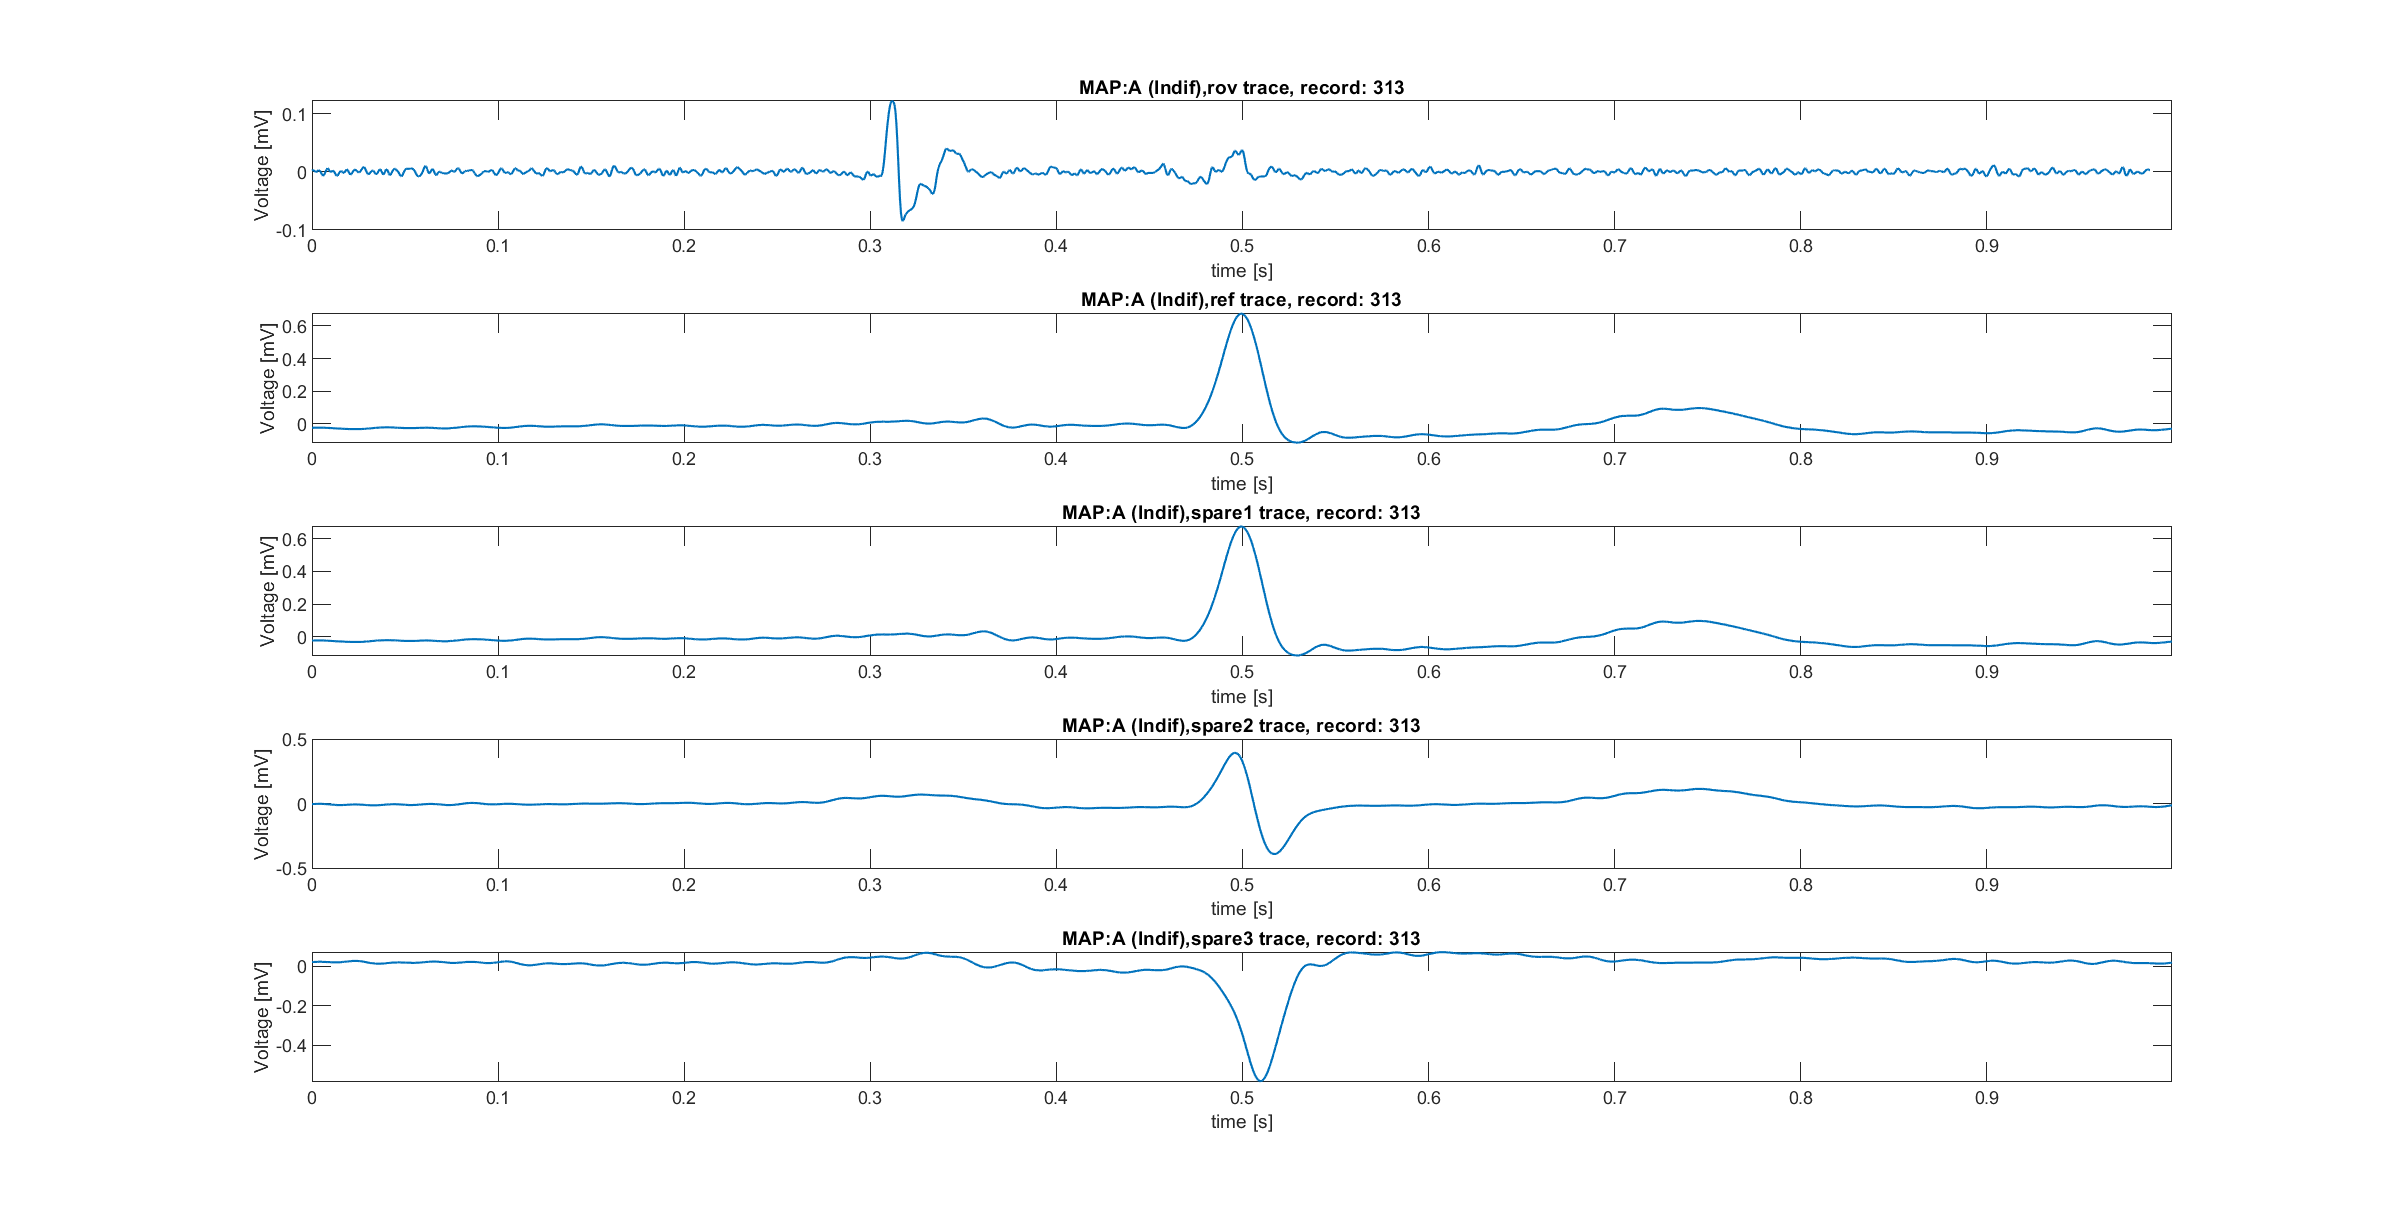 MAP:A (Indif),rov trace, record: 313
Voltage [mV]
0.1
0
-0.1
0 0.1 0.2 0.3 0.4 0.5 0.6 0.7 0.8 0.9
time [s]
MAP:A (Indif),ref trace, record: 313
Voltage [mV]
0.6
0.4
0.2
0
0 0.1 0.2 0.3 0.4 0.5 0.6 0.7 0.8 0.9
time [s]
MAP:A (Indif),spare1 trace, record: 313
Voltage [mV]
0.6
0.4
0.2
0
0 0.1 0.2 0.3 0.4 0.5 0.6 0.7 0.8 0.9
time [s]
MAP:A (Indif),spare2 trace, record: 313
Voltage [mV]
0.5
0
-0.5
0 0.1 0.2 0.3 0.4 0.5 0.6 0.7 0.8 0.9
time [s]
MAP:A (Indif),spare3 trace, record: 313
Voltage [mV]
0
-0.2
-0.4
0 0.1 0.2 0.3 0.4 0.5 0.6 0.7 0.8 0.9
time [s]